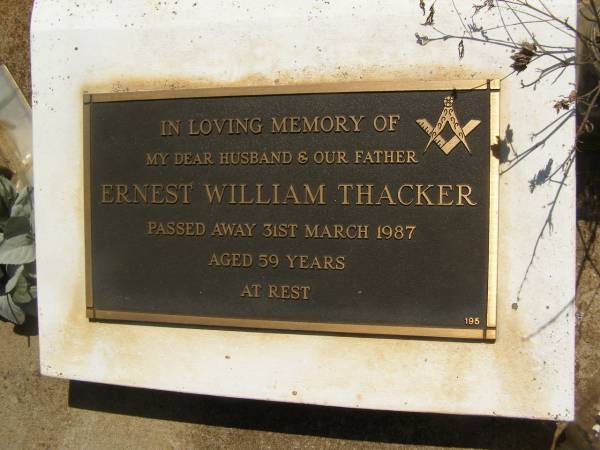 IN LOVING MEMORY OF
MY DEAR HUSBAND & OUR FATHER
ERNEST WILLIAM THACKER
PASSED AWAY 31ST MARCH 1987
AGED 59 YEARS
AT REST
195